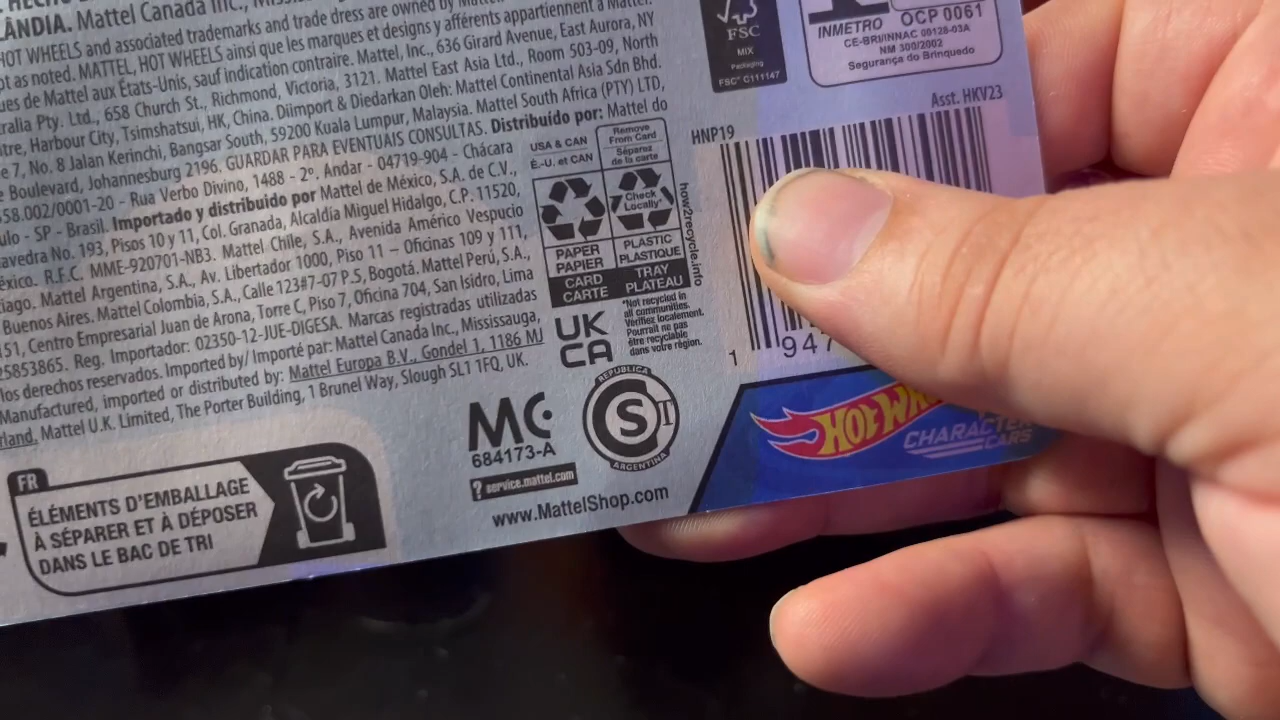 LÂNDIA. Mattel Canada Inc.,
HOT WHEELS and associated trademarks and trade dress are owned by
pt as noted. MATTEL, HOT WHEELS ainsi que les marques et designs y afférents appartiennent à Mattel.
ues de Mattel aux États-Unis, sauf indication contraire. Mattel, Inc., 636 Girard Avenue, East Aurora, NY
ralia Pty. Ltd., 658 Church St., Richmond, Victoria, 3121. Mattel East Asia Ltd., Room 503-09, North
tre, Harbour City, Tsimshatsui, HK, China. Diimport & Diedarkan Oleh: Mattel Continental Asia Sdn Bhd.
e 7, No. 8 Jalan Kerinchi, Bangsar South, 59200 Kuala Lumpur, Malaysia. Mattel South Africa (PTY) LTD,
e Boulevard, Johannesburg 2196. GUARDAR PARA EVENTUAIS CONSULTAS. Distribuido por: Mattel do
58.002/0001-20 - Rua Verbo Divino, 1488 - 2º. Andar - 04719-904 - Chácara
ulo - SP - Brasil. Importado y distribuido por Mattel de México, S.A. de C.V.,
avedra No. 193, Pisos 10 y 11, Col. Granada, Alcaldía Miguel Hidalgo, C.P. 11520,
éxico. R.F.C. MME-920701-NB3. Mattel Chile, S.A., Avenida Américo Vespucio
iago. Mattel Argentina, S.A., Av. Libertador 1000, Piso 11 – Oficinas 109 y 111,
Buenos Aires. Mattel Colombia, S.A., Calle 123#7-07 P.5, Bogotá. Mattel Perú, S.A.,
151, Centro Empresarial Juan de Arona, Torre C, Piso 7, Oficina 704, San Isidro, Lima
25853865. Reg. Importador: 02350-12-JUE-DIGESA. Marcas registradas utilizadas
los derechos reservados. Imported by/ Importé par: Mattel Canada Inc., Mississauga,
Manufactured, imported or distributed by: Mattel Europa B.V., Gondel 1, 1186 MJ
rland. Mattel U.K. Limited, The Porter Building, 1 Brunel Way, Slough SL1 1FQ, UK.
FSC
MIX
Packaging
FSC® C111147
INMETRO OCP 0061
CE-BRI/INNAC 00128-03A
NM 300/2002
Segurança do Brinquedo
Asst. HKV23
HNP19
USA & CAN
É.-U. et CAN
Remove
From Card
Séparez
de la carte
Check
Locally*
PAPER
PAPIER
PLASTIC
PLASTIQUE
CARD
CARTE
TRAY
PLATEAU
how2recycle.info
*Not recycled in
all communities.
Vérifiez localement.
Pourrait ne pas
être recyclable
dans votre région.
UK
CA
1 947
MC
684173-A
? service.mattel.com
REPUBLICA
S
ARGENTINA
www.MattelShop.com
HOT WH
CHARACTER
CARS
FR
ÉLÉMENTS D'EMBALLAGE
À SÉPARER ET À DÉPOSER
DANS LE BAC DE TRI